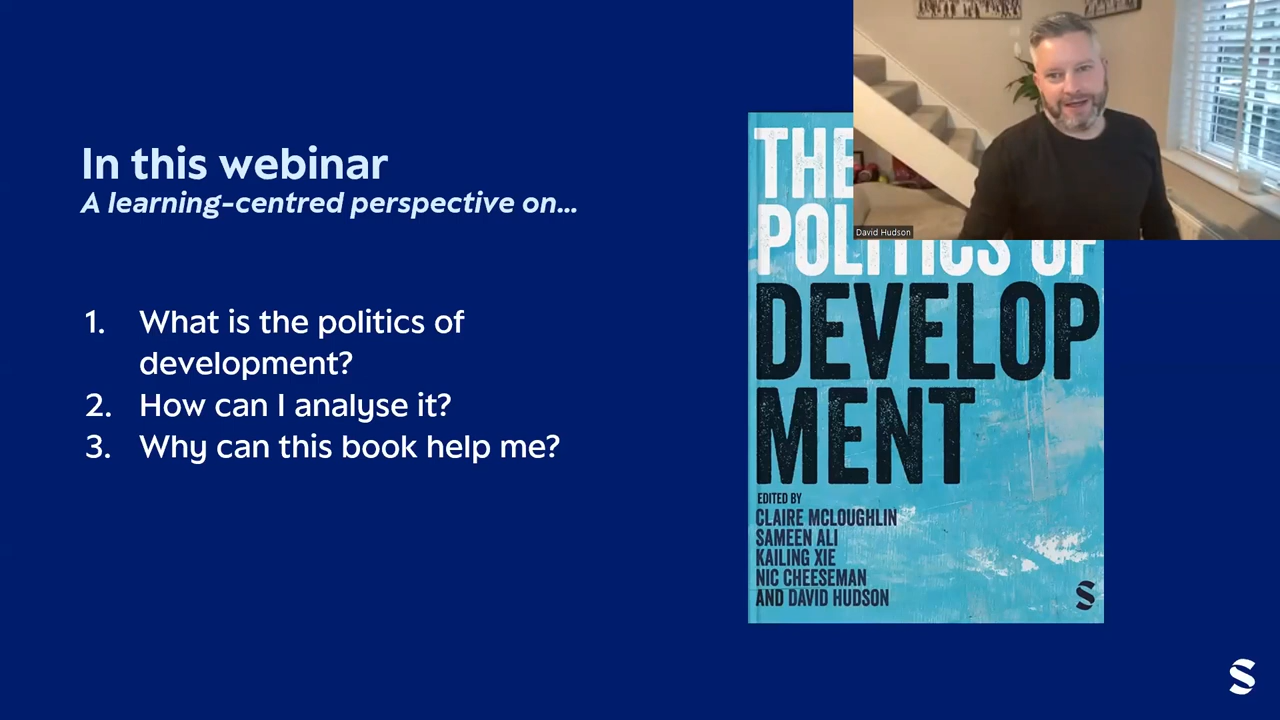 In this webinar
A learning-centred perspective on...
1. What is the politics of
development?
2. How can I analyse it?
3. Why can this book help me?
David Hudson
THE
POLITICS OF
DEVELOP
MENT
EDITED BY
CLAIRE MCLOUGHLIN
SAMEEN ALI
KAILING XIE
NIC CHEESEMAN
AND DAVID HUDSON
S
S